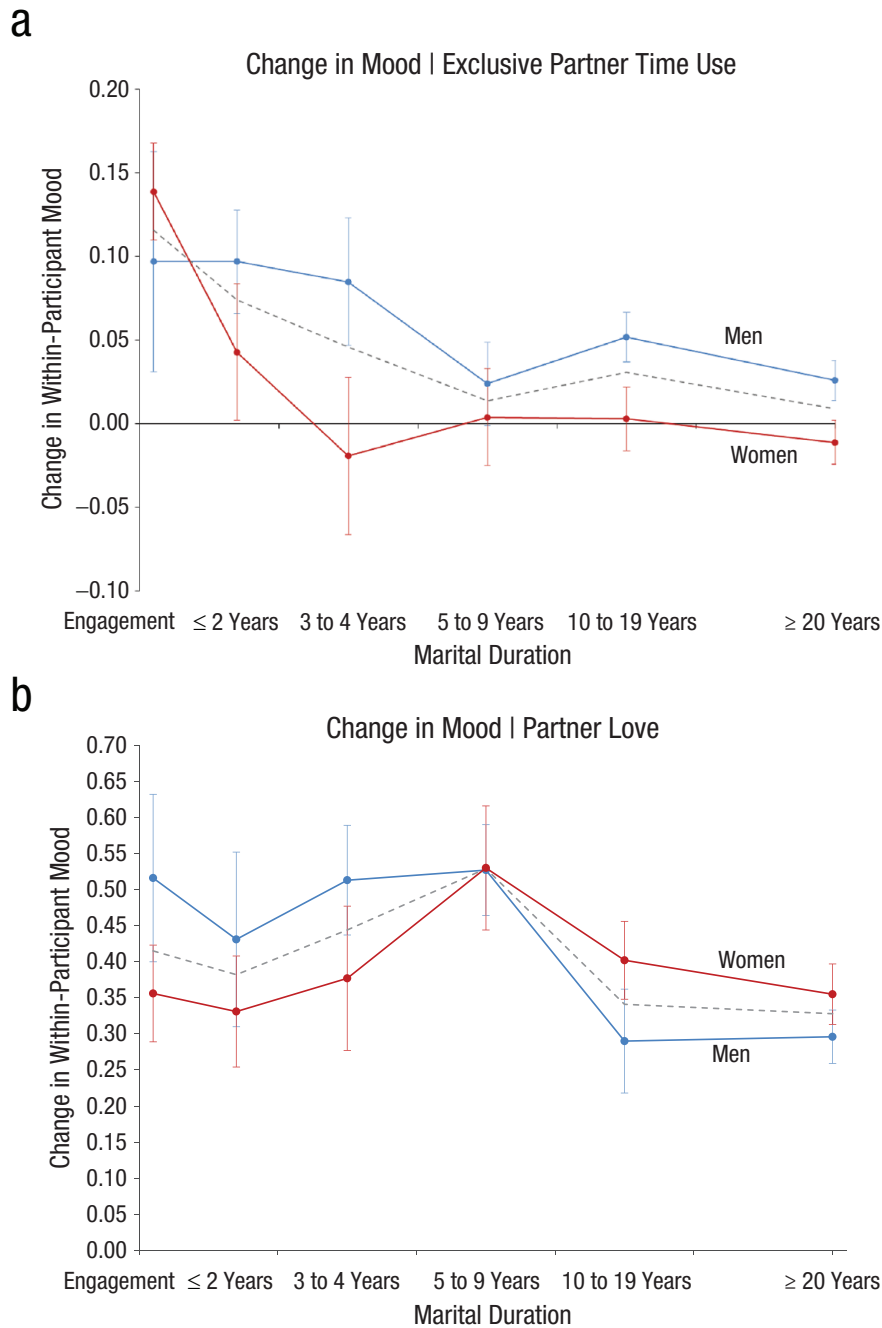 a
Change in Mood | Exclusive Partner Time Use
Change in Within-Participant Mood
0.20
0.15
0.10
0.05
0.00
−0.05
−0.10
Men
Women
Engagement ≤ 2 Years 3 to 4 Years 5 to 9 Years 10 to 19 Years ≥ 20 Years
Marital Duration
b
Change in Mood | Partner Love
Change in Within-Participant Mood
0.70
0.65
0.60
0.55
0.50
0.45
0.40
0.35
0.30
0.25
0.20
0.15
0.10
0.05
0.00
Women
Men
Engagement ≤ 2 Years 3 to 4 Years 5 to 9 Years 10 to 19 Years ≥ 20 Years
Marital Duration